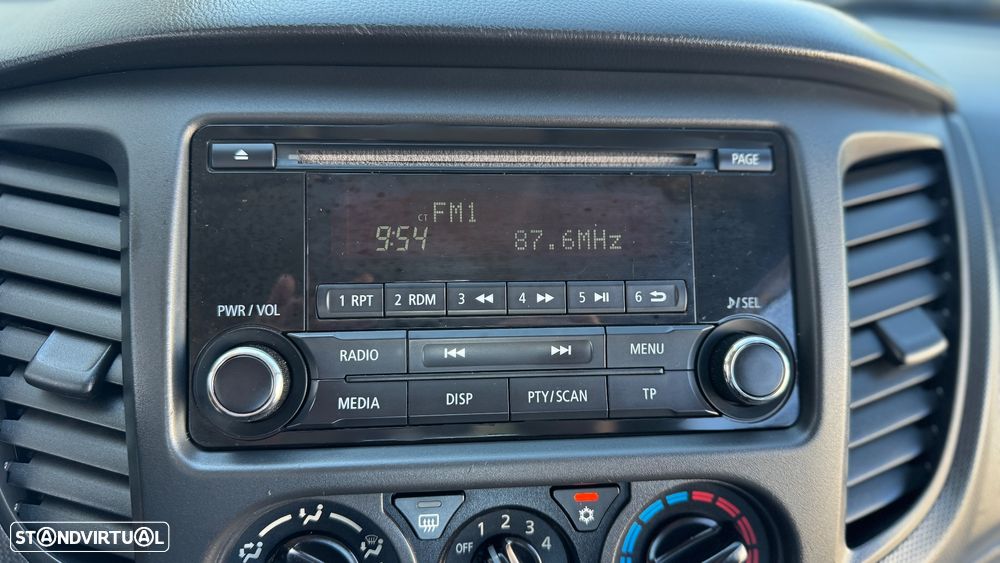 PAGE
CT FM1
9:54 87.6MHz
1 RPT 2 RDM 3 4 5 6
PWR / VOL
/SEL
RADIO MENU
MEDIA DISP PTY/SCAN TP
OFF 1 2 3 4
STANDVIRTUAL